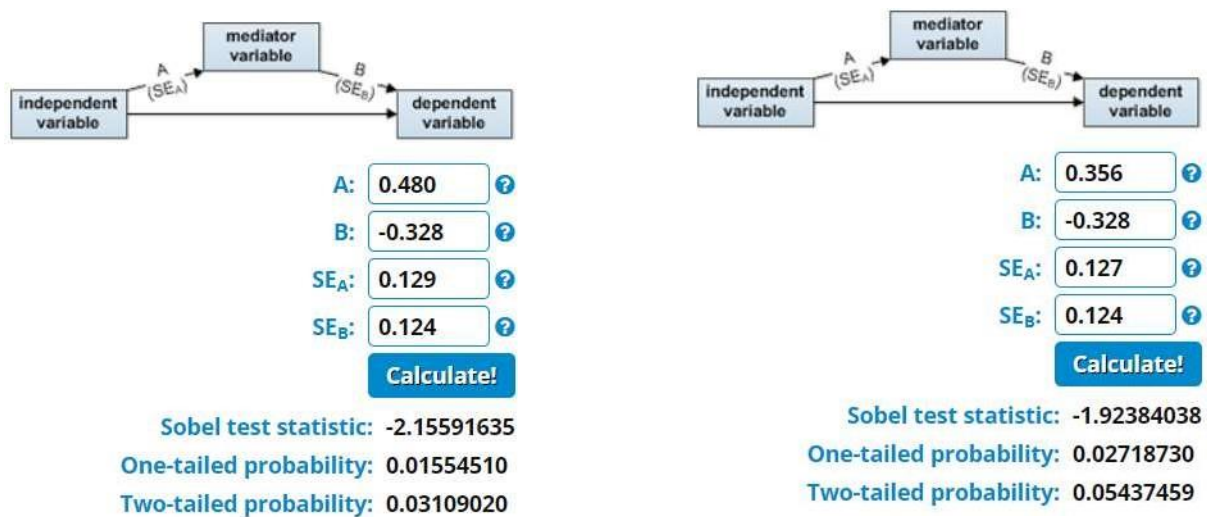 mediator
variable
A
(SEA)
B
(SEB)
independent
variable
dependent
variable
A: 0.480 ?
B: -0.328 ?
SEA: 0.129 ?
SEB: 0.124 ?
Calculate!
Sobel test statistic: -2.15591635
One-tailed probability: 0.01554510
Two-tailed probability: 0.03109020
mediator
variable
A
(SEA)
B
(SEB)
independent
variable
dependent
variable
A: 0.356 ?
B: -0.328 ?
SEA: 0.127 ?
SEB: 0.124 ?
Calculate!
Sobel test statistic: -1.92384038
One-tailed probability: 0.02718730
Two-tailed probability: 0.05437459